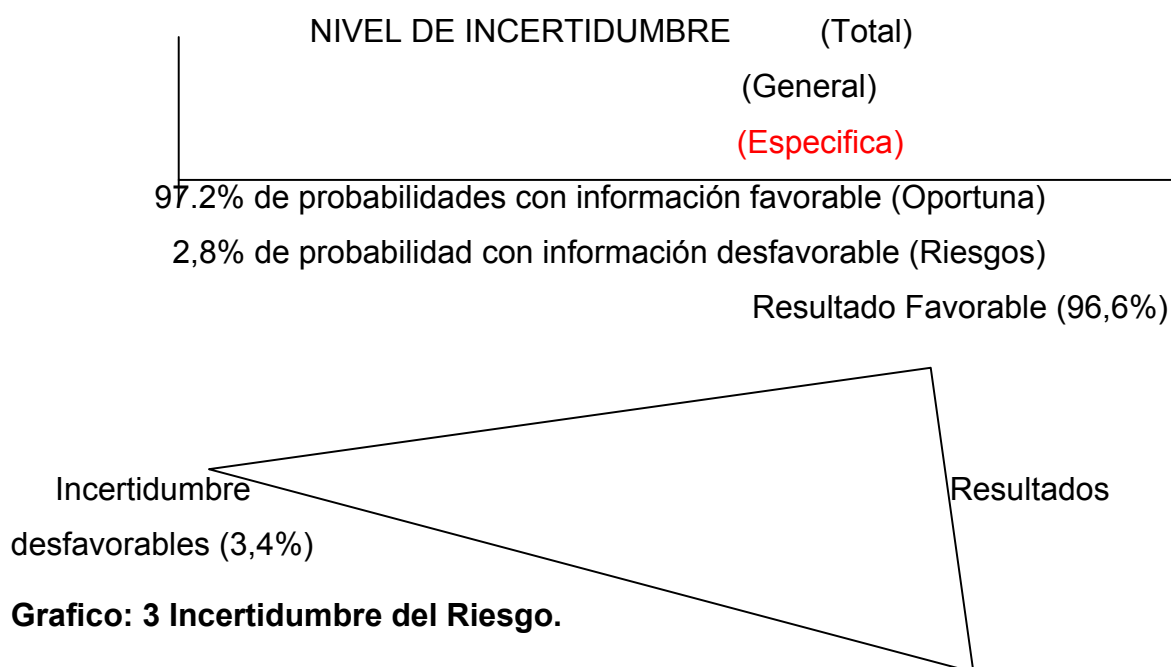 NIVEL DE INCERTIDUMBRE (Total)
(General)
(Especifica)
97.2% de probabilidades con información favorable (Oportuna)
2,8% de probabilidad con información desfavorable (Riesgos)
Resultado Favorable (96,6%)
Incertidumbre Resultados
desfavorables (3,4%)
Grafico: 3 Incertidumbre del Riesgo.